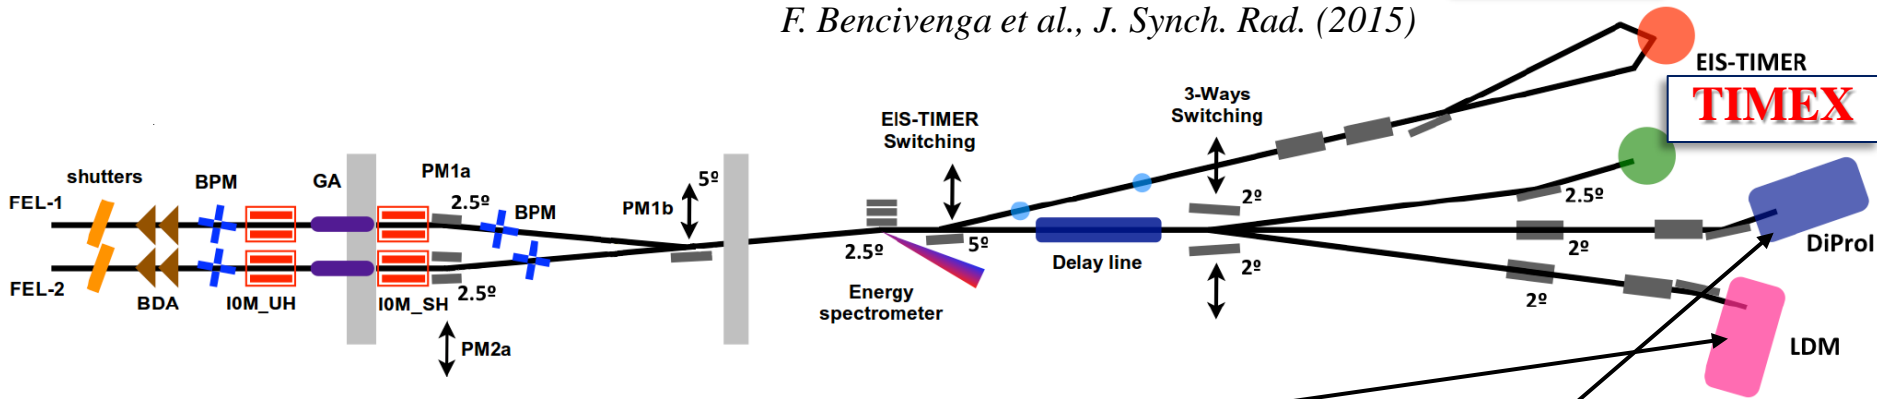 F. Bencivenga et al., J. Synch. Rad. (2015)
EIS-TIMER
TIMEX
3-Ways
Switching
EIS-TIMER
Switching
shutters
BPM
GA
PM1a
2.5º
BPM
PM1b
5º
FEL-1
FEL-2
BDA
I0M_UH
I0M_SH
2.5º
PM2a
2.5º
5º
Energy
spectrometer
Delay line
2º
2º
2.5º
2º
2º
DiProI
LDM